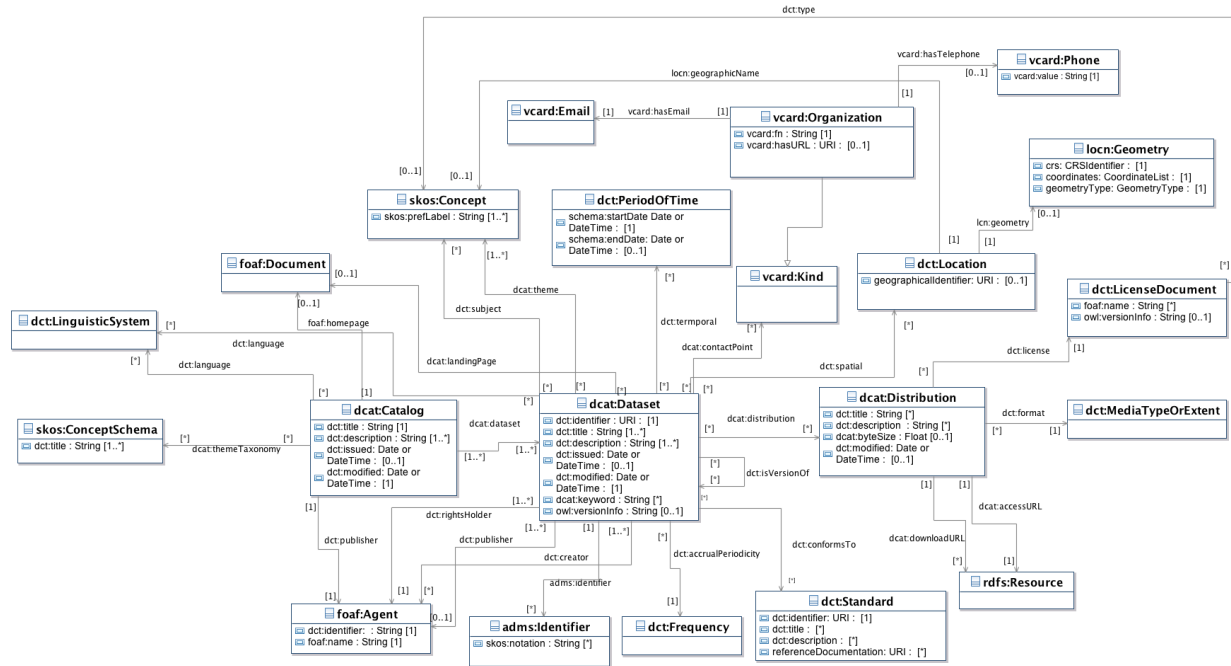 dct:type
vcard:Phone
vcard:value : String [1]
vcard:hasTelephone
[0..1]
[1]
locn:geographicName
vcard:Email
[1]
vcard:hasEmail
[1]
vcard:Organization
vcard:fn : String [1]
vcard:hasURL : URI : [0..1]
locn:Geometry
crs: CRSIdentifier : [1]
coordinates: CoordinateList : [1]
geometryType: GeometryType : [1]
[0..1]
[0..1]
skos:Concept
skos:prefLabel : String [1..*]
dct:PeriodOfTime
schema:startDate Date or
DateTime : [1]
schema:endDate: Date or
DateTime : [0..1]
[0..1]
lcn:geometry
[1]
[1]
[*]
[1..*]
foaf:Document
[0..1]
[0..1]
dcat:theme
dct:subject
[*]
vcard:Kind
[*]
dct:Location
geographicalIdentifier: URI : [0..1]
[*]
[*]
dct:LicenseDocument
foaf:name : String [*]
owl:versionInfo : String [0..1]
dct:LinguisticSystem
[*]
foaf:homepage
dct:language
[*]
dct:language
dcat:landingPage
dct:termporal
dcat:contactPoint
dct:spatial
dct:license
[1]
[*]
[*]
[1]
[*]
[*]
[*]
[*]
[*]
[*]
[*]
[*]
dcat:Catalog
dct:title : String [1]
dct:description : String [1..*]
dct:issued: Date or
DateTime : [0..1]
dct:modified: Date or
DateTime : [1]
dcat:dataset
[1..*]
[1..*]
dcat:Dataset
dct:identifier : URI : [1]
dct:title : String [1..*]
dct:description : String [1..*]
dct:issued: Date or
DateTime : [0..1]
dct:modified: Date or
DateTime : [1]
dcat:keyword : String [*]
owl:versionInfo : String [0..1]
dcat:distribution
[*]
[*]
dcat:Distribution
dct:title : String [*]
dct:description : String [*]
dcat:byteSize : Float [0..1]
dct:modified: Date or
DateTime : [0..1]
dct:format
[*]
[1]
dct:MediaTypeOrExtent
skos:ConceptSchema
dct:title : String [1..*]
[*]
[*]
dcat:themeTaxonomy
[*]
dct:isVersionOf
[*]
[*]
[1]
[1..*]
dct:rightsHolder
[1..*]
[1]
[1..*]
[*]
[*]
[1]
[1]
dcat:accessURL
dct:publisher
dct:publisher
dct:creator
dct:accrualPeriodicity
dct:conformsTo
dcat:downloadURL
adms:identifier
[*]
[*]
[1]
rdfs:Resource
[1]
[1]
[*]
[0..1]
foaf:Agent
dct:identifier: : String [1]
foaf:name : String [1]
[*]
adms:Identifier
skos:notation : String [*]
[1]
dct:Frequency
dct:Standard
dct:identifier: URI : [1]
dct:title : [*]
dct:description : [*]
referenceDocumentation: URI : [*]